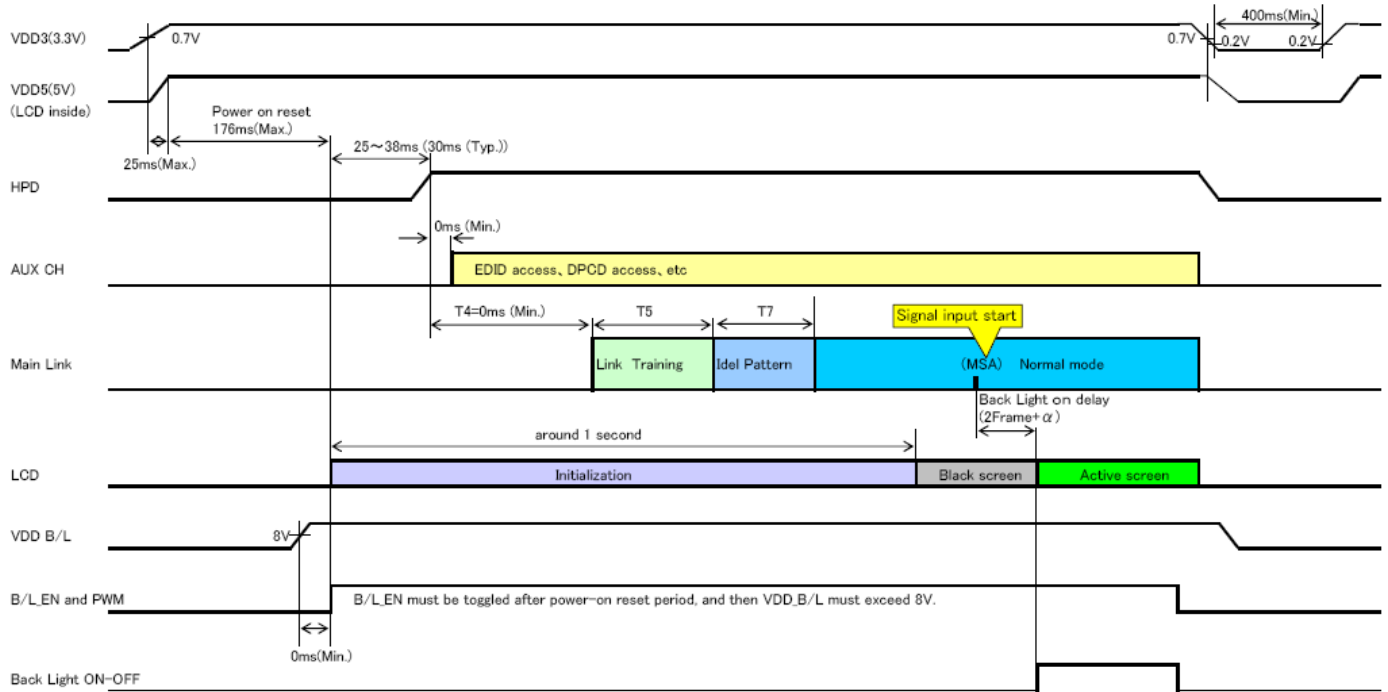 400ms(Min.)
VDD3(3.3V)
0.7V
0.7V
0.2V
0.2V
VDD5(5V)
(LCD inside)
Power on reset
176ms(Max.)
25ms(Max.)
25～38ms (30ms (Typ.))
HPD
0ms (Min.)
AUX CH
EDID access、DPCD access、etc
T4=0ms (Min.)
T5
T7
Signal input start
Main Link
Link Training
Idel Pattern
(MSA) Normal mode
Back Light on delay
(2Frame+α)
around 1 second
LCD
Initialization
Black screen
Active screen
VDD B/L
8V
B/L_EN and PWM
B/L_EN must be toggled after power-on reset period, and then VDD_B/L must exceed 8V.
0ms(Min.)
Back Light ON-OFF